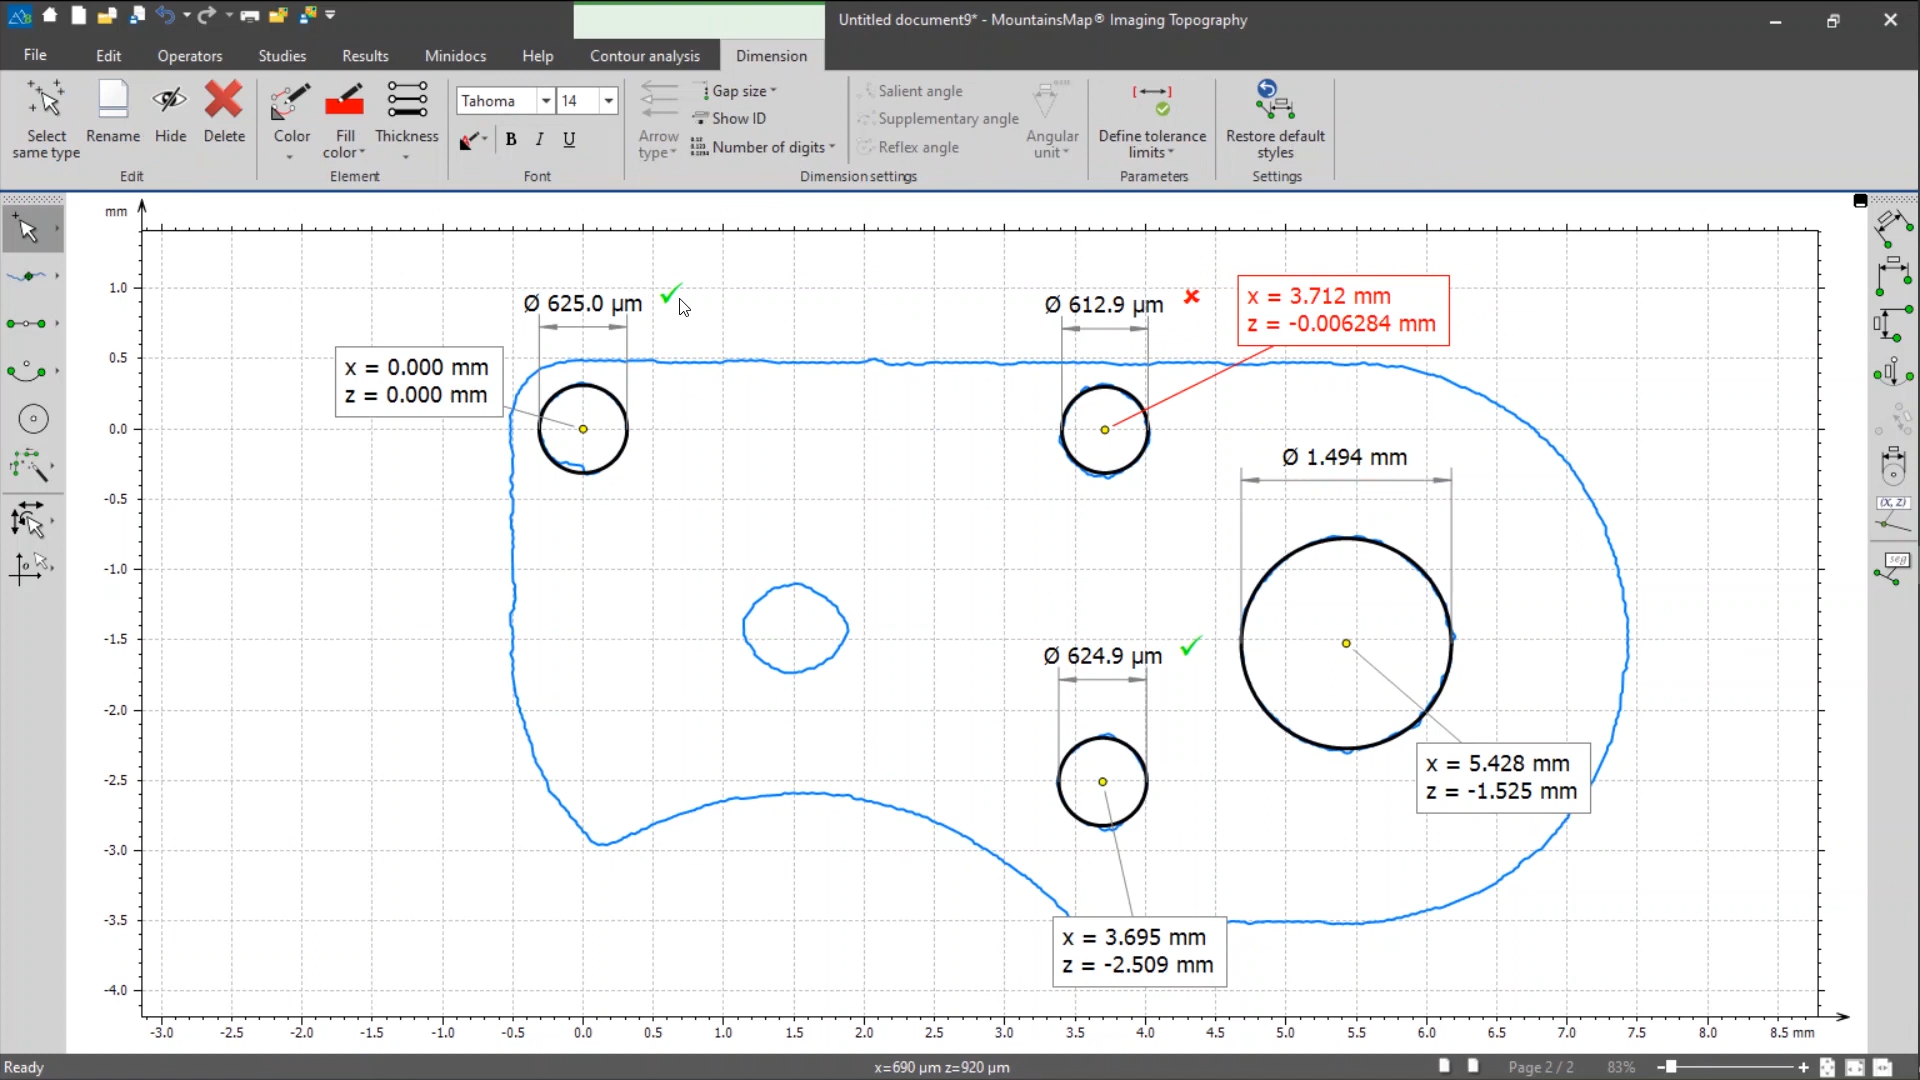 Untitled document9* - MountainsMap® Imaging Topography
File Edit Operators Studies Results Minidocs Help Contour analysis Dimension
Select same type
Rename
Hide
Delete
Edit
Color
Fill color
Thickness
Element
Tahoma 14
B I U
Font
Arrow type
Gap size
Show ID
Number of digits
Salient angle
Supplementary angle
Reflex angle
Angular unit
Dimension settings
Define tolerance limits
Parameters
Restore default styles
Settings
mm
1.0
0.5
0.0
-0.5
-1.0
-1.5
-2.0
-2.5
-3.0
-3.5
-4.0
Ø 625.0 µm
x = 0.000 mm
z = 0.000 mm
Ø 612.9 µm
x = 3.712 mm
z = -0.006284 mm
Ø 1.494 mm
x = 5.428 mm
z = -1.525 mm
Ø 624.9 µm
x = 3.695 mm
z = -2.509 mm
-3.0 -2.5 -2.0 -1.5 -1.0 -0.5 0.0 0.5 1.0 1.5 2.0 2.5 3.0 3.5 4.0 4.5 5.0 5.5 6.0 6.5 7.0 7.5 8.0 8.5 mm
(X, Z)
seg
Ready
x=690 µm z=920 µm
Page 2 / 2
83%